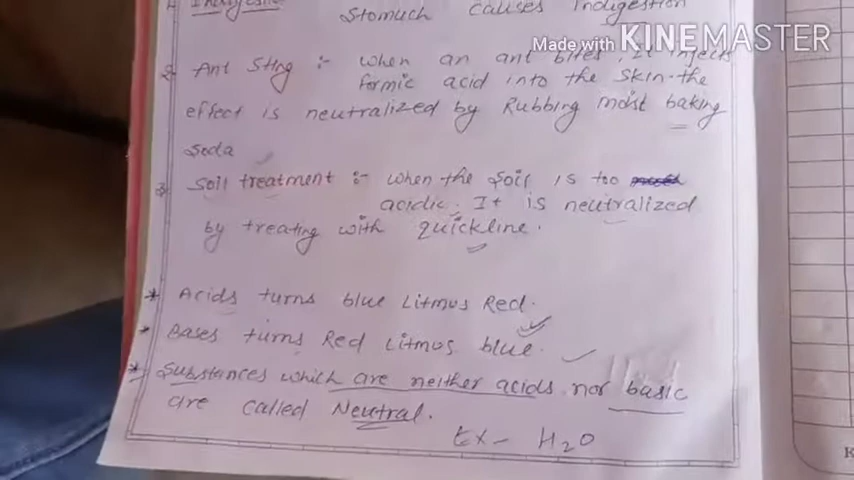 Stomuch causes Indigestion
Made with KINEMASTER
2 Ant Sting :- when an ant bites, It injects
formic acid into the skin. the
effect is neutralized by Rubbing moist baking
soda
3 Soil treatment :- when the soil is too
acidic. It is neutralized
by treating with quickline.
* Acids turns blue Litmus Red.
* Bases turns Red Litmus blue.
* Substances which are neither acids nor basic
are called Neutral.
Ex- H2O
K